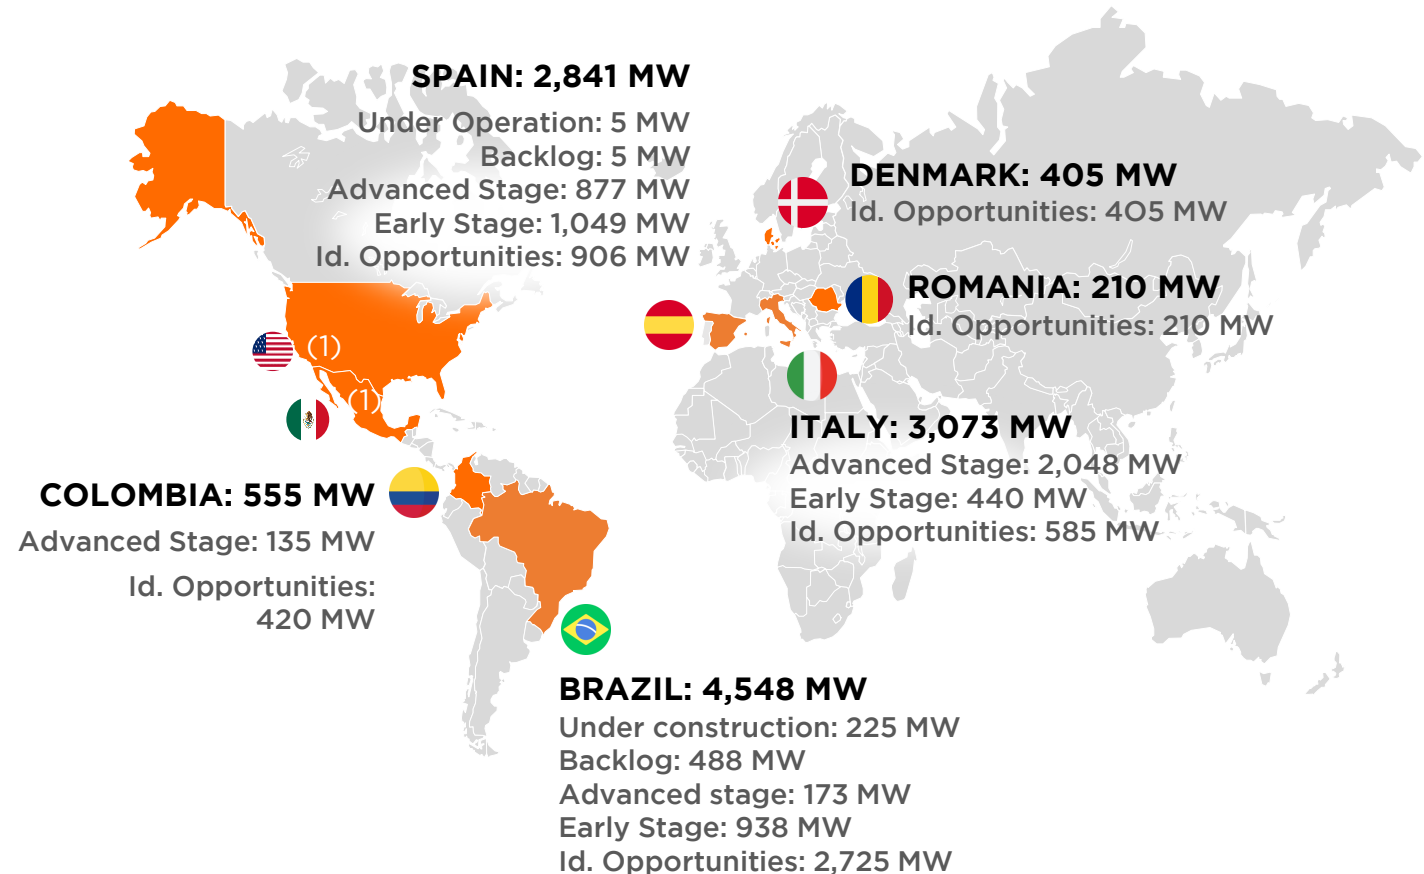 SPAIN: 2,841 MW
Under Operation: 5 MW
Backlog: 5 MW
Advanced Stage: 877 MW
Early Stage: 1,049 MW
Id. Opportunities: 906 MW
DENMARK: 405 MW
Id. Opportunities: 4O5 MW
ROMANIA: 210 MW
Id. Opportunities: 210 MW
(1)
(1)
ITALY: 3,073 MW
Advanced Stage: 2,048 MW
Early Stage: 440 MW
Id. Opportunities: 585 MW
COLOMBIA: 555 MW
Advanced Stage: 135 MW
Id. Opportunities:
420 MW
BRAZIL: 4,548 MW
Under construction: 225 MW
Backlog: 488 MW
Advanced stage: 173 MW
Early Stage: 938 MW
Id. Opportunities: 2,725 MW